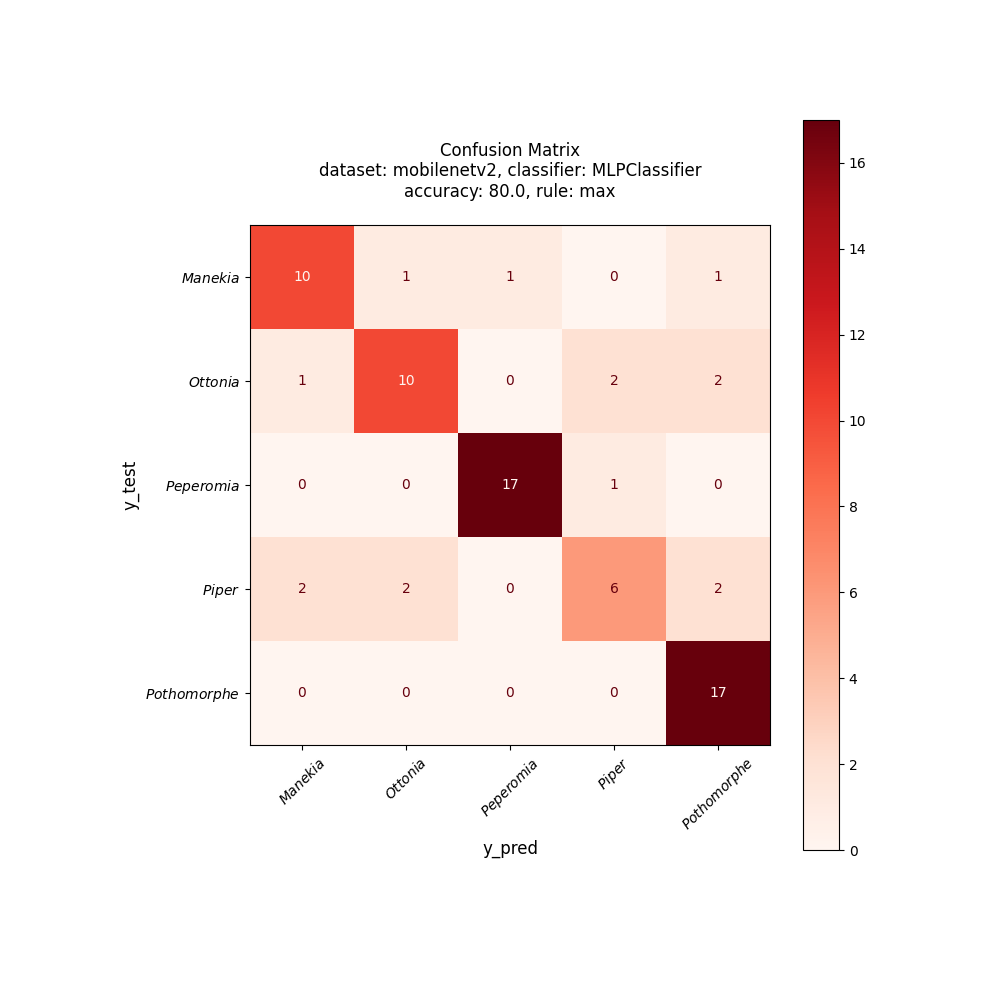 Confusion Matrix
dataset: mobilenetv2, classifier: MLPClassifier
accuracy: 80.0, rule: max
y_test
Manekia 10 1 1 0 1
Ottonia 1 10 0 2 2
Peperomia 0 0 17 1 0
Piper 2 2 0 6 2
Pothomorphe 0 0 0 0 17
Manekia Ottonia Peperomia Piper Pothomorphe
y_pred
16
14
12
10
8
6
4
2
0